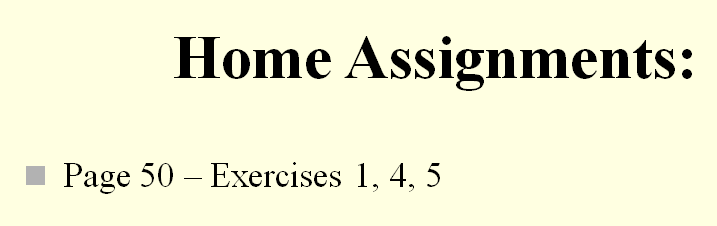 Home Assignments:
Page 50 – Exercises 1, 4, 5